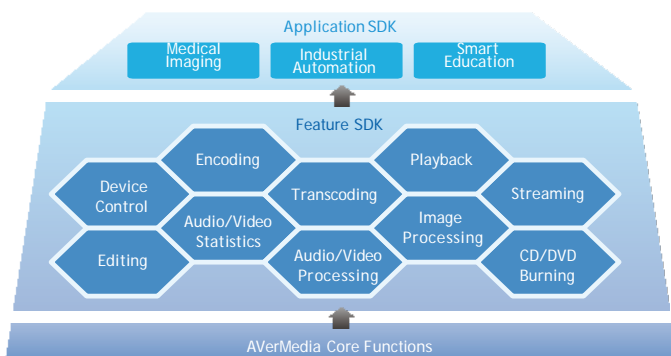 Application SDK
Medical
Imaging
Industrial
Automation
Smart
Education
Feature SDK
Encoding
Playback
Device
Control
Transcoding
Streaming
Audio/Video
Statistics
Image
Processing
Editing
Audio/Video
Processing
CD/DVD
Burning
AVerMedia Core Functions